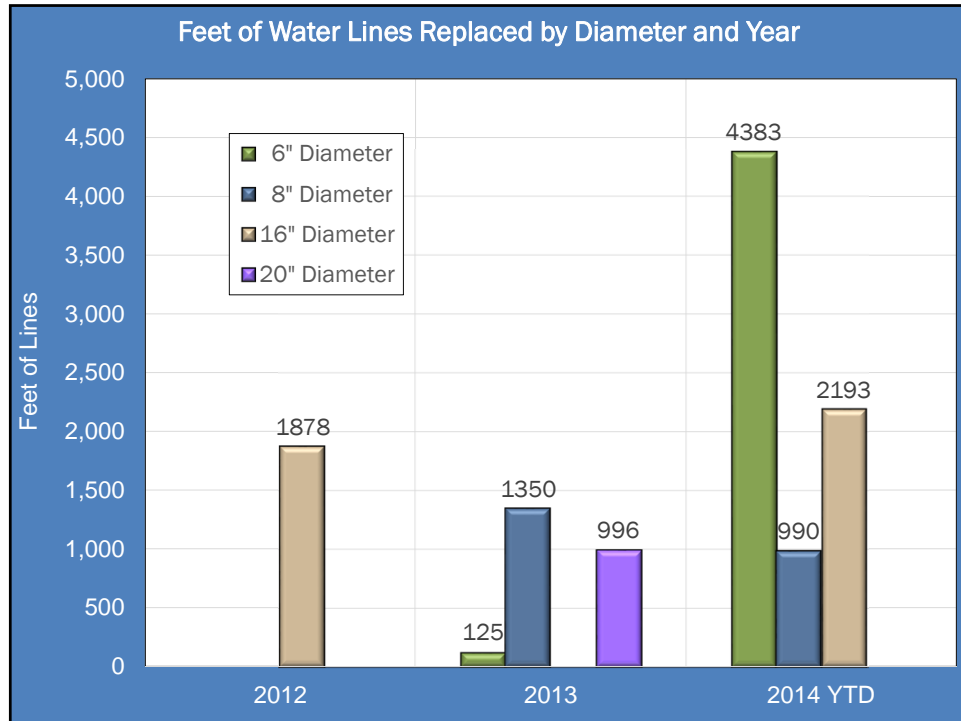 Feet of Water Lines Replaced by Diameter and Year
5,000
4,500
4,000
3,500
3,000
2,500
2,000
1,500
1,000
500
0
Feet of Lines
6" Diameter
8" Diameter
16" Diameter
20" Diameter
1878
125
1350
996
4383
990
2193
2012
2013
2014 YTD